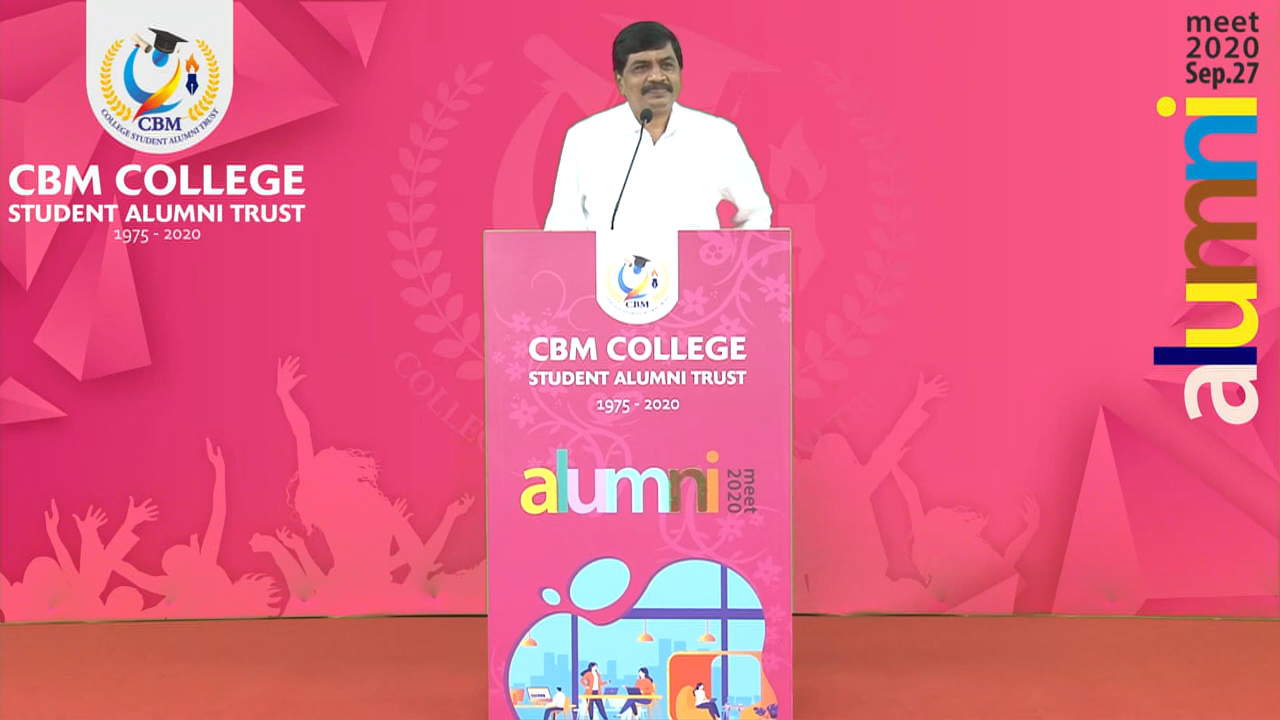 CBM
COLLEGE STUDENT ALUMNI TRUST
CBM COLLEGE
STUDENT ALUMNI TRUST
1975 - 2020
meet
2020
Sep.27
alumni
CBM
CBM COLLEGE
STUDENT ALUMNI TRUST
1975 - 2020
alumni
meet
2020